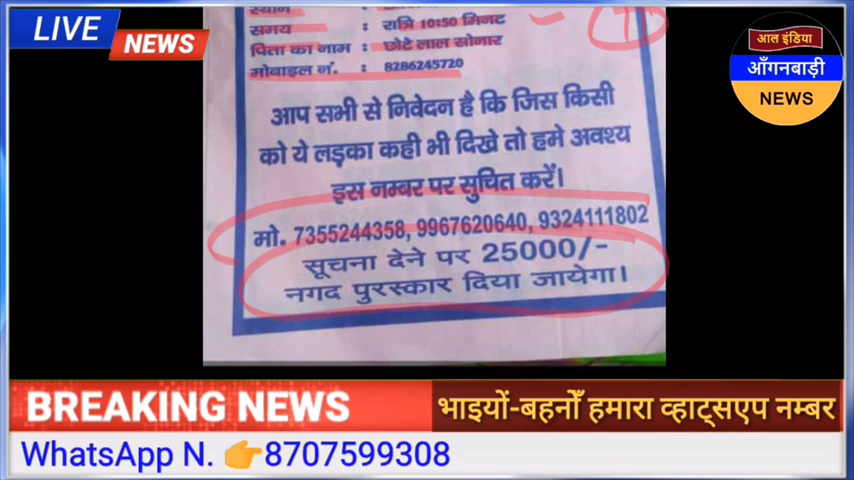 LIVE
NEWS
आल इंडिया
आँगनबाड़ी
NEWS
स्थान :
समय : रात्रि 10:50 मिनट
पिता का नाम : छोटे लाल सोनार
मोबाइल नं. : 8286245720
आप सभी से निवेदन है कि जिस किसी
को ये लड़का कही भी दिखे तो हमे अवश्य
इस नम्बर पर सुचित करें।
मो. 7355244358, 9967620640, 9324111802
सूचना देने पर 25000/-
नगद पुरस्कार दिया जायेगा।
BREAKING NEWS
भाइयों-बहनोँ हमारा व्हाट्सएप नम्बर
WhatsApp N. 👉8707599308